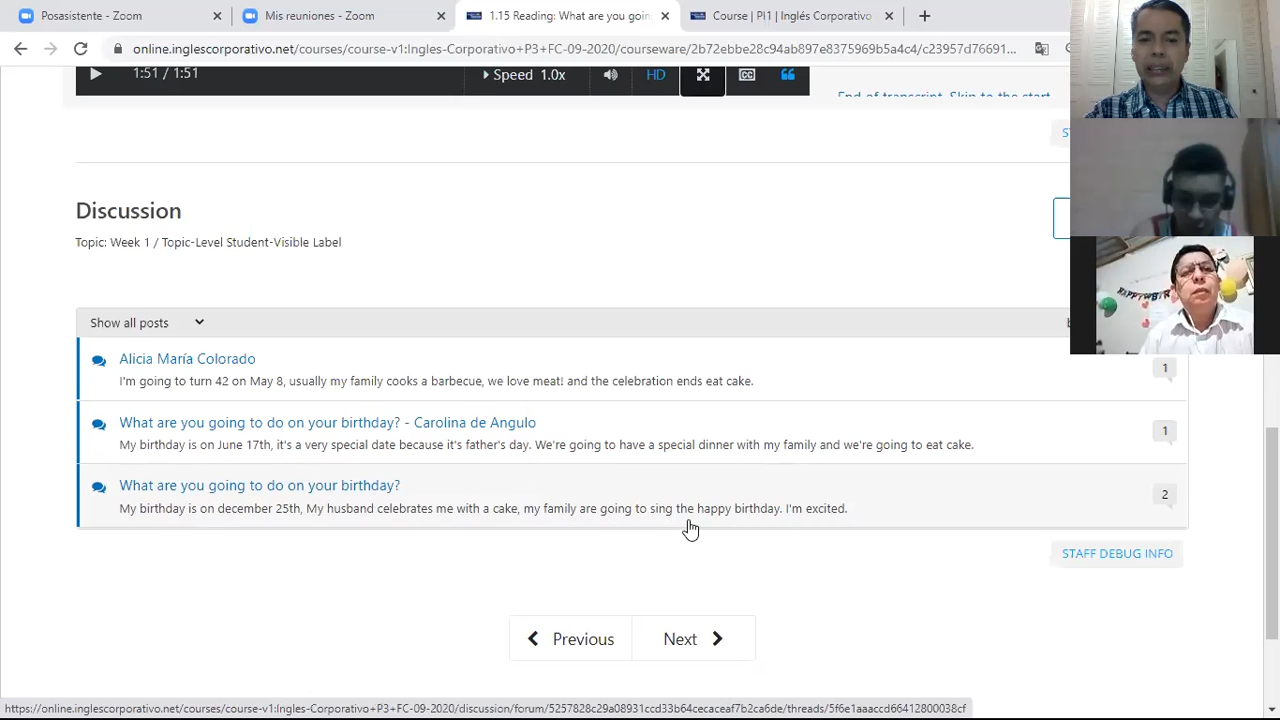 Posasistente - Zoom
Mis reuniones - Zoom
1.15 Reading: What are you goin
Course | PI1 | Inglés Corporativo
online.inglescorporativo.net/courses/course-v1:Ingles-Corporativo+P3+FC-09-2020/courseware/2b72ebbe28c94ab897e8375969b5a4c4/c23957d76691...
1:51 / 1:51
Speed 1.0x
HD
CC
End of transcript. Skip to the start.
Discussion
Topic: Week 1 / Topic-Level Student-Visible Label
Show all posts
Alicia María Colorado
I'm going to turn 42 on May 8, usually my family cooks a barbecue, we love meat! and the celebration ends eat cake.
1
What are you going to do on your birthday? - Carolina de Angulo
My birthday is on June 17th, it's a very special date because it's father's day. We're going to have a special dinner with my family and we're going to eat cake.
1
What are you going to do on your birthday?
My birthday is on december 25th, My husband celebrates me with a cake, my family are going to sing the happy birthday. I'm excited.
2
STAFF DEBUG INFO
Previous
Next
https://online.inglescorporativo.net/courses/course-v1:Ingles-Corporativo+P3+FC-09-2020/discussion/forum/5257828c29a08931ccd33b64cecaceaf7b2ca6de/threads/5f6e1aaaccd66412800038cf